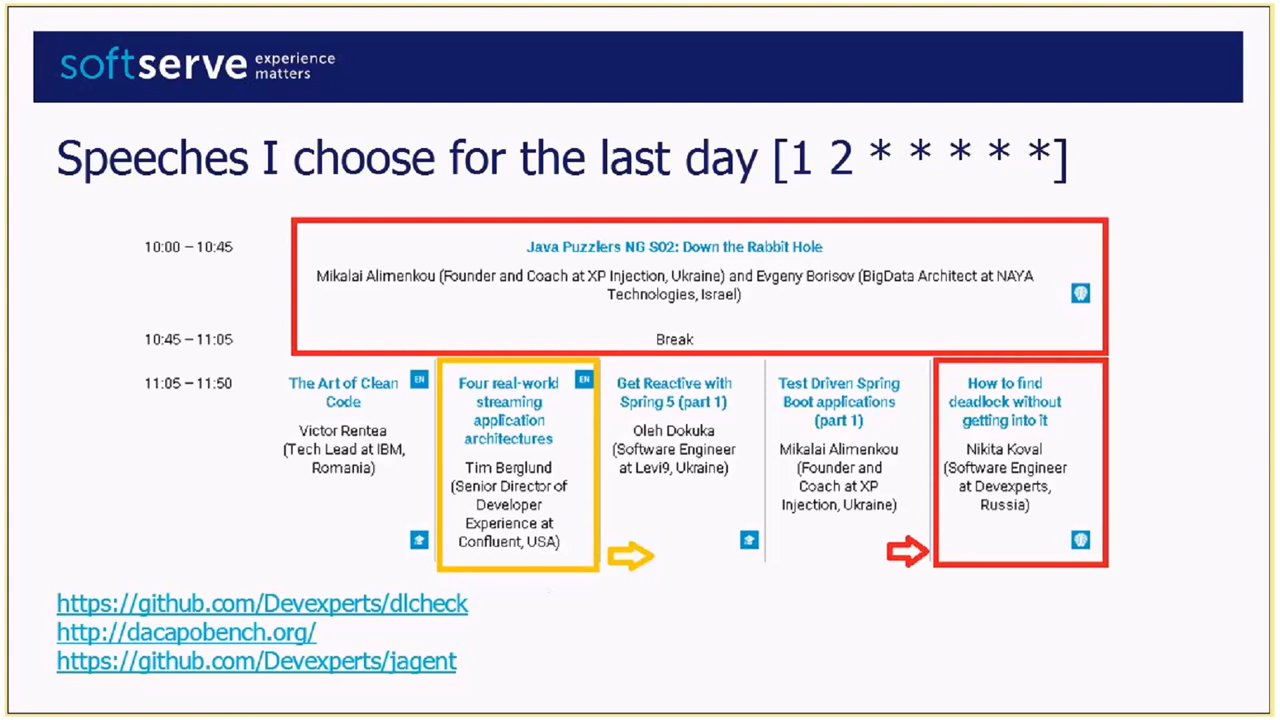 softserve experience matters
Speeches I choose for the last day [1 2 * * * * *]
10:00 – 10:45
Java Puzzlers NG S02: Down the Rabbit Hole
Mikalai Alimenkou (Founder and Coach at XP Injection, Ukraine) and Evgeny Borisov (BigData Architect at NAYA
Technologies, Israel)
10:45 – 11:05
Break
11:05 – 11:50
The Art of Clean
Code
EN
Victor Rentea
(Tech Lead at IBM,
Romania)
Four real-world
streaming
application
architectures
EN
Tim Berglund
(Senior Director of
Developer
Experience at
Confluent, USA)
Get Reactive with
Spring 5 (part 1)
Oleh Dokuka
(Software Engineer
at Levi9, Ukraine)
Test Driven Spring
Boot applications
(part 1)
Mikalai Alimenkou
(Founder and
Coach at XP
Injection, Ukraine)
How to find
deadlock without
getting into it
Nikita Koval
(Software Engineer
at Devexperts,
Russia)
https://github.com/Devexperts/dlcheck
http://dacapobench.org/
https://github.com/Devexperts/jagent